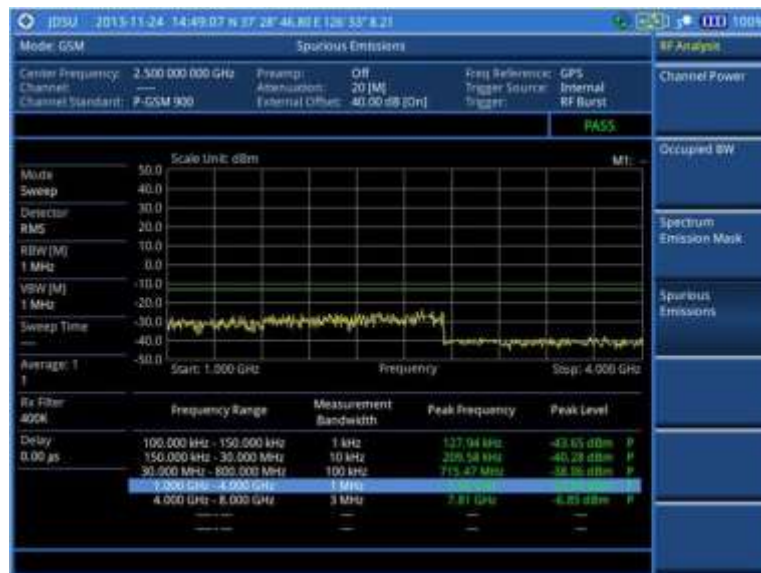 JDSU 2013-11-24 14:49:07 N 37° 28' 46.80 E 126° 53' 8.21 100%
Mode: GSM Spurious Emissions RF Analysis
Center Frequency: 2.500 000 000 GHz Preamp: Off Freq Reference: GPS
Channel: --- Attenuation: 20 [M] Trigger Source: Internal
Channel Standard: P-GSM 900 External Offset: 40.00 dB [On] Trigger: RF Burst
PASS
Channel Power
Occupied BW
Spectrum
Emission Mask
Spurious
Emissions
Mode
Sweep
Detector
RMS
RBW [M]
1 MHz
VBW [M]
1 MHz
Sweep Time
---
Average: 1
1
Rx Filter
400K
Delay
0.00 µs
Scale Unit: dBm M1: --
50.0
40.0
30.0
20.0
10.0
0.0
-10.0
-20.0
-30.0
-40.0
-50.0
Start: 1.000 GHz Frequency Stop: 4.000 GHz
Frequency Range Measurement Bandwidth Peak Frequency Peak Level
100.000 kHz - 150.000 kHz 1 kHz 127.94 kHz -43.65 dBm P
150.000 kHz - 30.000 MHz 10 kHz 209.58 kHz -40.28 dBm P
30.000 MHz - 800.000 MHz 100 kHz 715.47 MHz -38.06 dBm P
1.000 GHz - 4.000 GHz 1 MHz
4.000 GHz - 8.000 GHz 3 MHz 7.81 GHz -6.85 dBm P